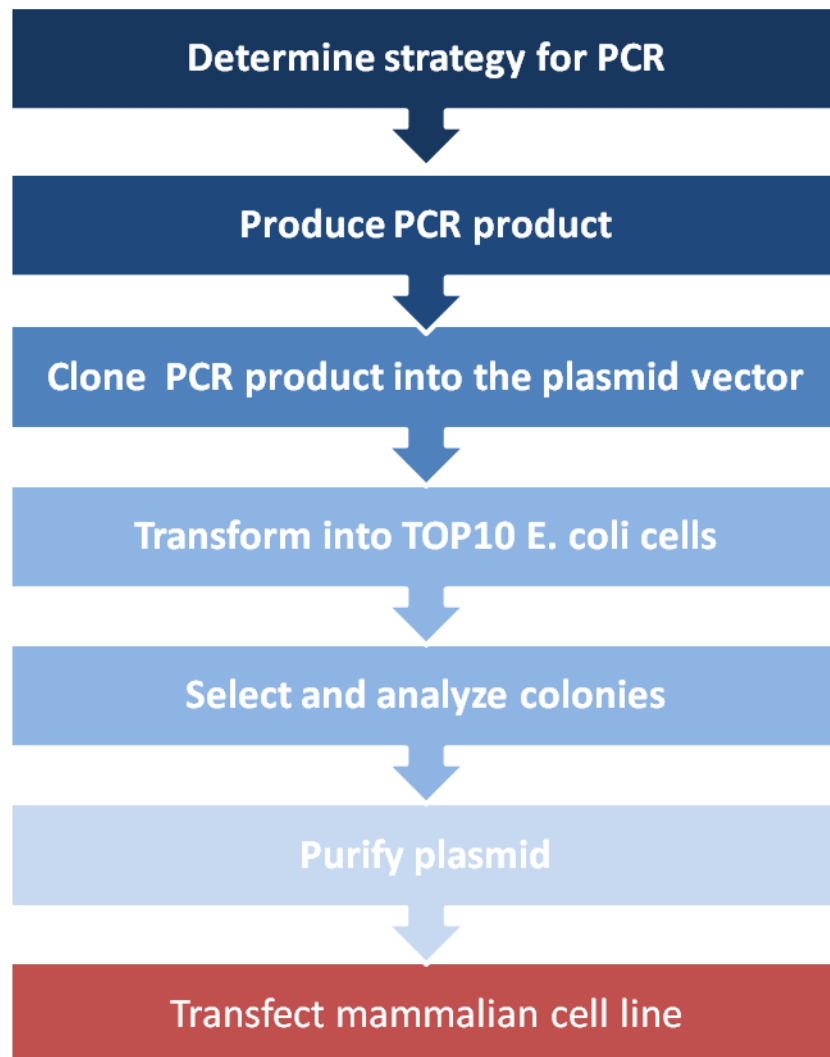 Determine strategy for PCR
Produce PCR product
Clone PCR product into the plasmid vector
Transform into TOP10 E. coli cells
Select and analyze colonies
Purify plasmid
Transfect mammalian cell line